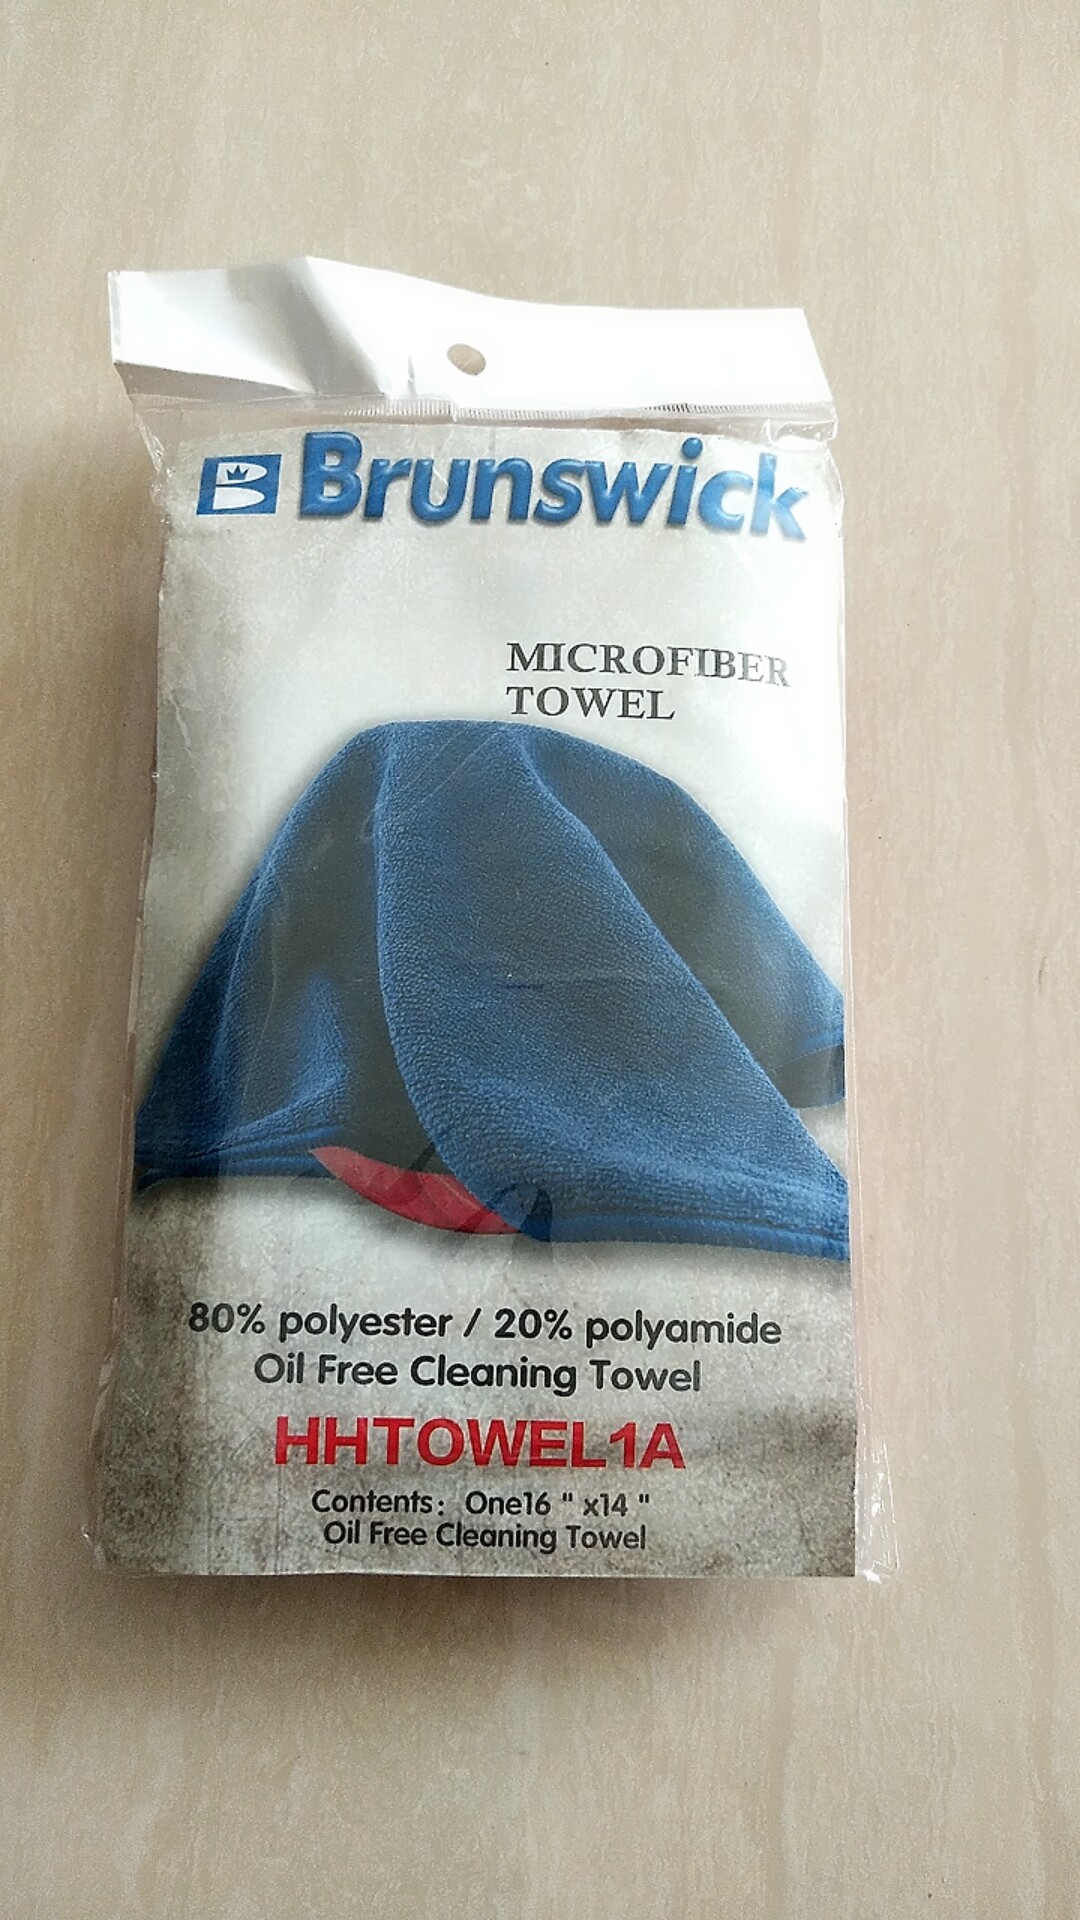 B Brunswick
MICROFIBER
TOWEL
80% polyester / 20% polyamide
Oil Free Cleaning Towel
HHTOWEL1A
Contents: One16 " x14 "
Oil Free Cleaning Towel